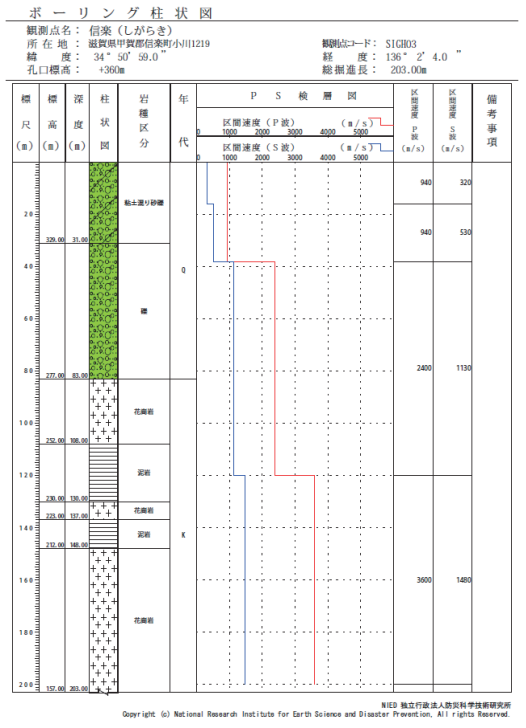 ボーリング柱状図
観測点名： 信楽（しがらき）
所在地： 滋賀県甲賀郡信楽町小川1219
観測点コード： SIGH03
緯度： 34°50′59.0″
経度： 136°2′4.0″
孔口標高： +360m
総掘進長： 203.00m
標尺(m)
標高(m)
深度(m)
柱状図
岩種区分
年代
PS検層図
区間速度（P波） (m/s)
0 1000 2000 3000 4000 5000
区間速度（S波） (m/s)
0 1000 2000 3000 4000 5000
区間速度P波(m/s)
区間速度S波(m/s)
備考事項
940 320
粘土混り砂礫
20
940 530
329.00 31.00
40
Q
礫
60
80
2400 1130
277.00 83.00
花崗岩
100
252.00 108.00
泥岩
120
230.00 130.00
花崗岩
223.00 137.00
140
泥岩
K
212.00 148.00
160
3600 1480
花崗岩
180
200
157.00 203.00
NIED 独立行政法人防災科学技術研究所
Copyright (c) National Research Institute for Earth Science and Disaster Prevention, All rights Reserved.